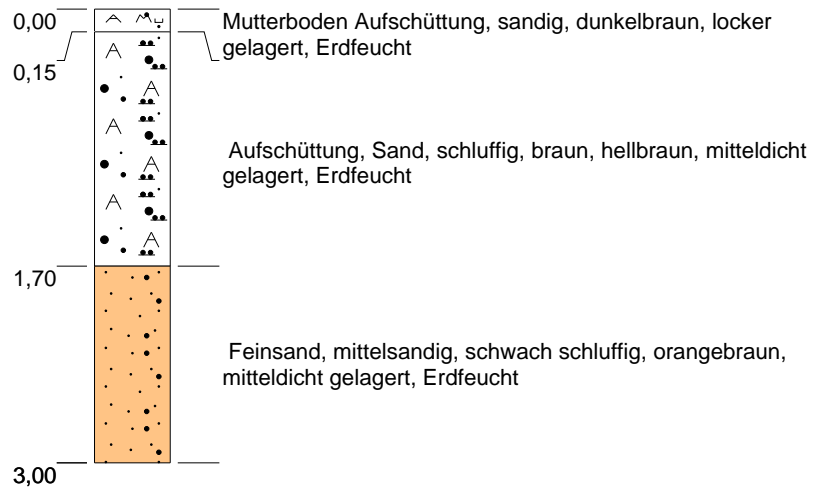 0,00
Mutterboden Aufschüttung, sandig, dunkelbraun, locker
gelagert, Erdfeucht
0,15
Aufschüttung, Sand, schluffig, braun, hellbraun, mitteldicht
gelagert, Erdfeucht
1,70
Feinsand, mittelsandig, schwach schluffig, orangebraun,
mitteldicht gelagert, Erdfeucht
3,00